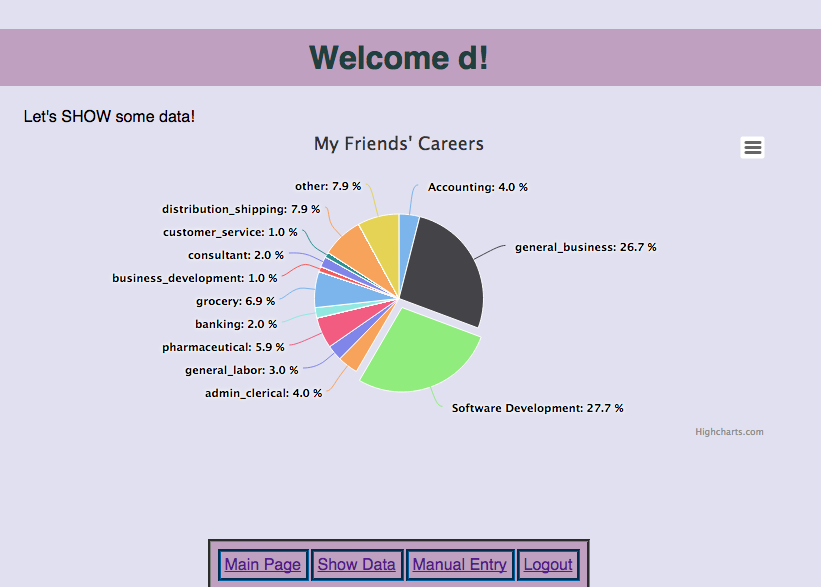 Welcome d!
Let's SHOW some data!
My Friends' Careers
other: 7.9 %
Accounting: 4.0 %
distribution_shipping: 7.9 %
customer_service: 1.0 %
general_business: 26.7 %
consultant: 2.0 %
business_development: 1.0 %
grocery: 6.9 %
banking: 2.0 %
pharmaceutical: 5.9 %
general_labor: 3.0 %
admin_clerical: 4.0 %
Software Development: 27.7 %
Highcharts.com
Main Page Show Data Manual Entry Logout